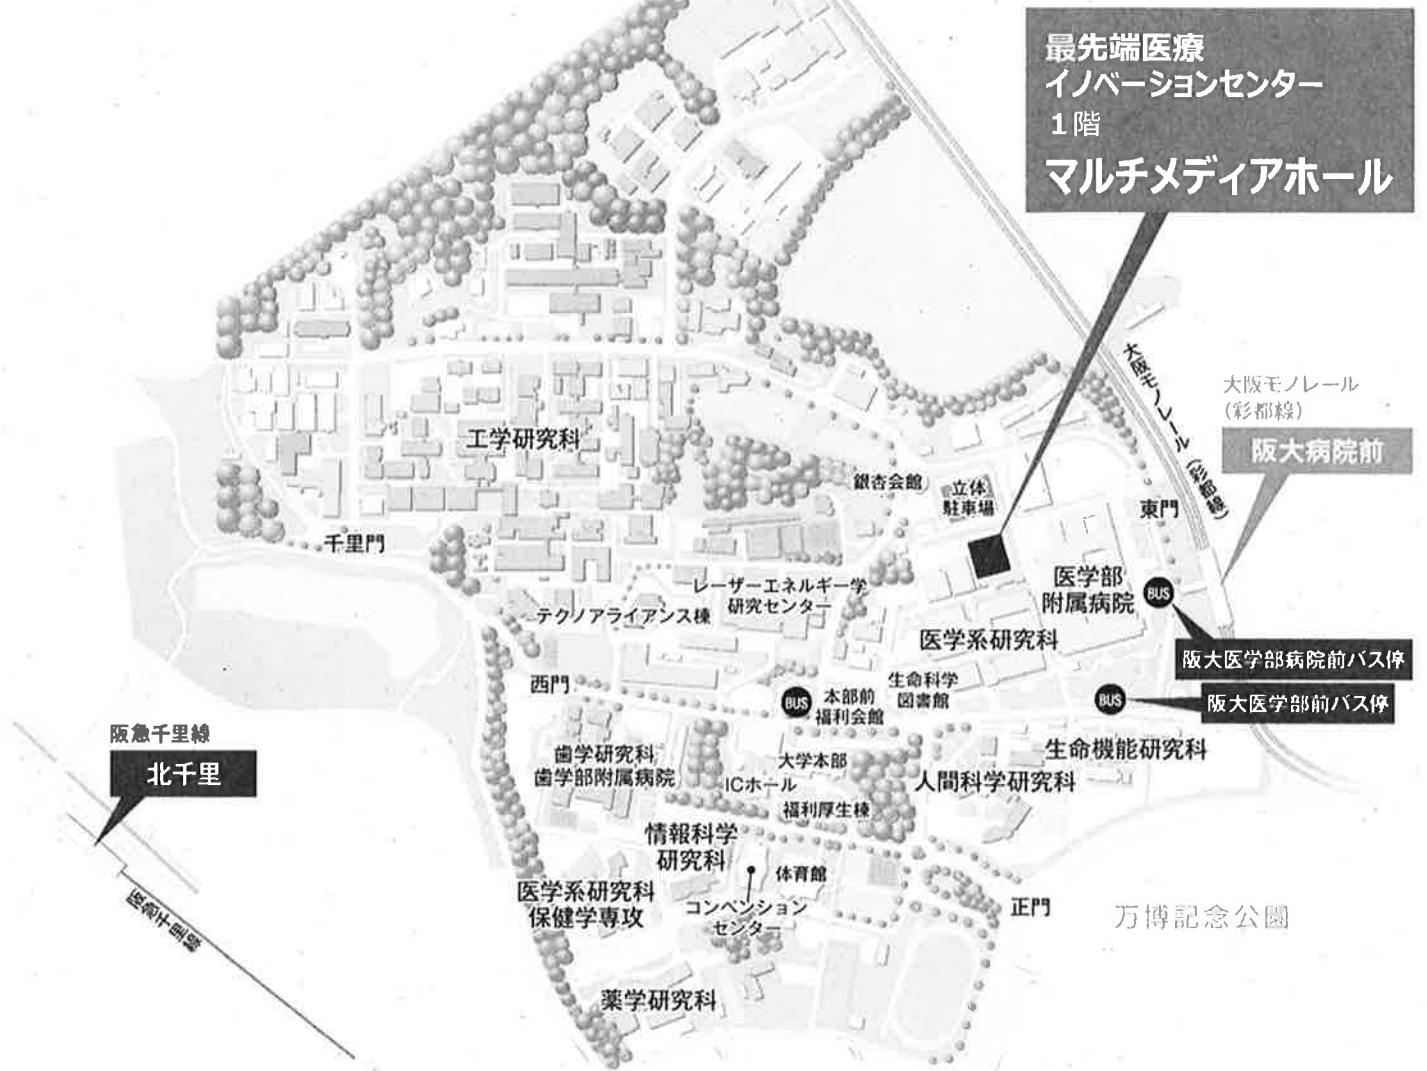 最先端医療
イノベーションセンター
1階
マルチメディアホール
大阪モノレール（彩都線）
大阪モノレール
（彩都線）
阪大病院前
工学研究科
銀杏会館
立体
駐車場
東門
千里門
レーザーエネルギー学
研究センター
医学部
附属病院
BUS
テクノアライアンス棟
医学系研究科
阪大医学部病院前バス停
西門
生命科学
図書館
BUS
本部前
福利会館
BUS
阪大医学部前バス停
阪急千里線
北千里
歯学研究科
歯学部附属病院
大学本部
ICホール
生命機能研究科
人間科学研究科
福利厚生棟
情報科学
研究科
体育館
医学系研究科
保健学専攻
コンベンション
センター
正門
万博記念公園
阪急千里線
薬学研究科